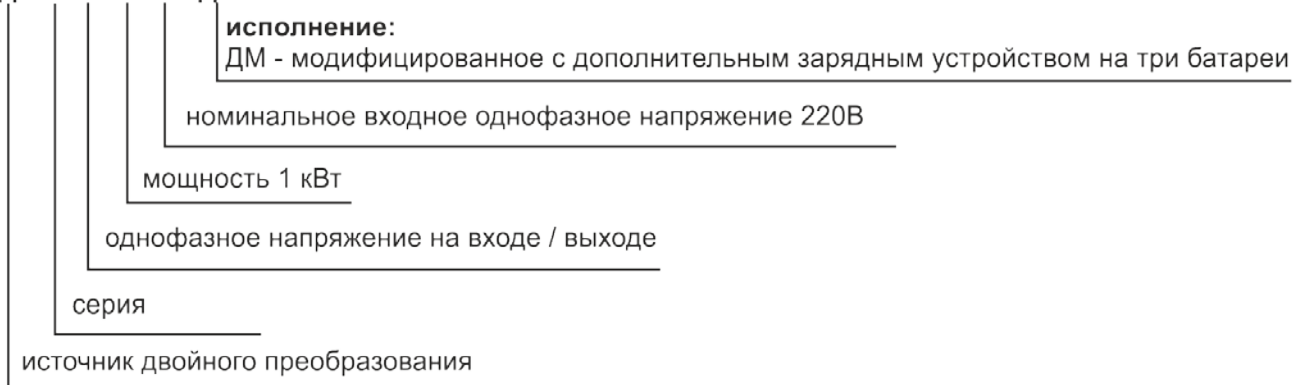 исполнение:
ДМ - модифицированное с дополнительным зарядным устройством на три батареи
номинальное входное однофазное напряжение 220В
мощность 1 кВт
однофазное напряжение на входе / выходе
серия
источник двойного преобразования